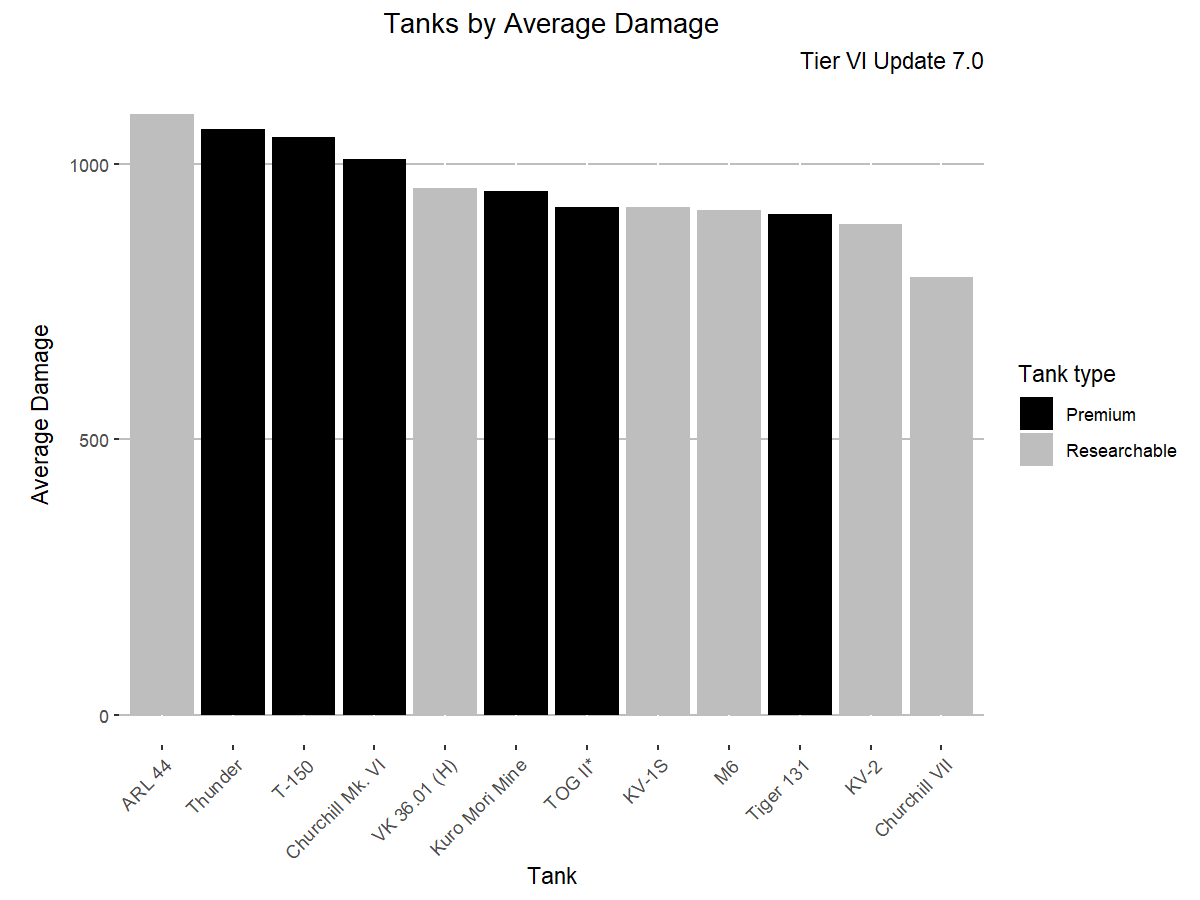 Tanks by Average Damage
Tier VI Update 7.0
Average Damage
1000
500
0
ARL 44
Thunder
T-150
Churchill Mk. VI
VK 36.01 (H)
Kuro Mori Mine
TOG II*
KV-1S
M6
Tiger 131
KV-2
Churchill VII
Tank
Tank type
Premium
Researchable